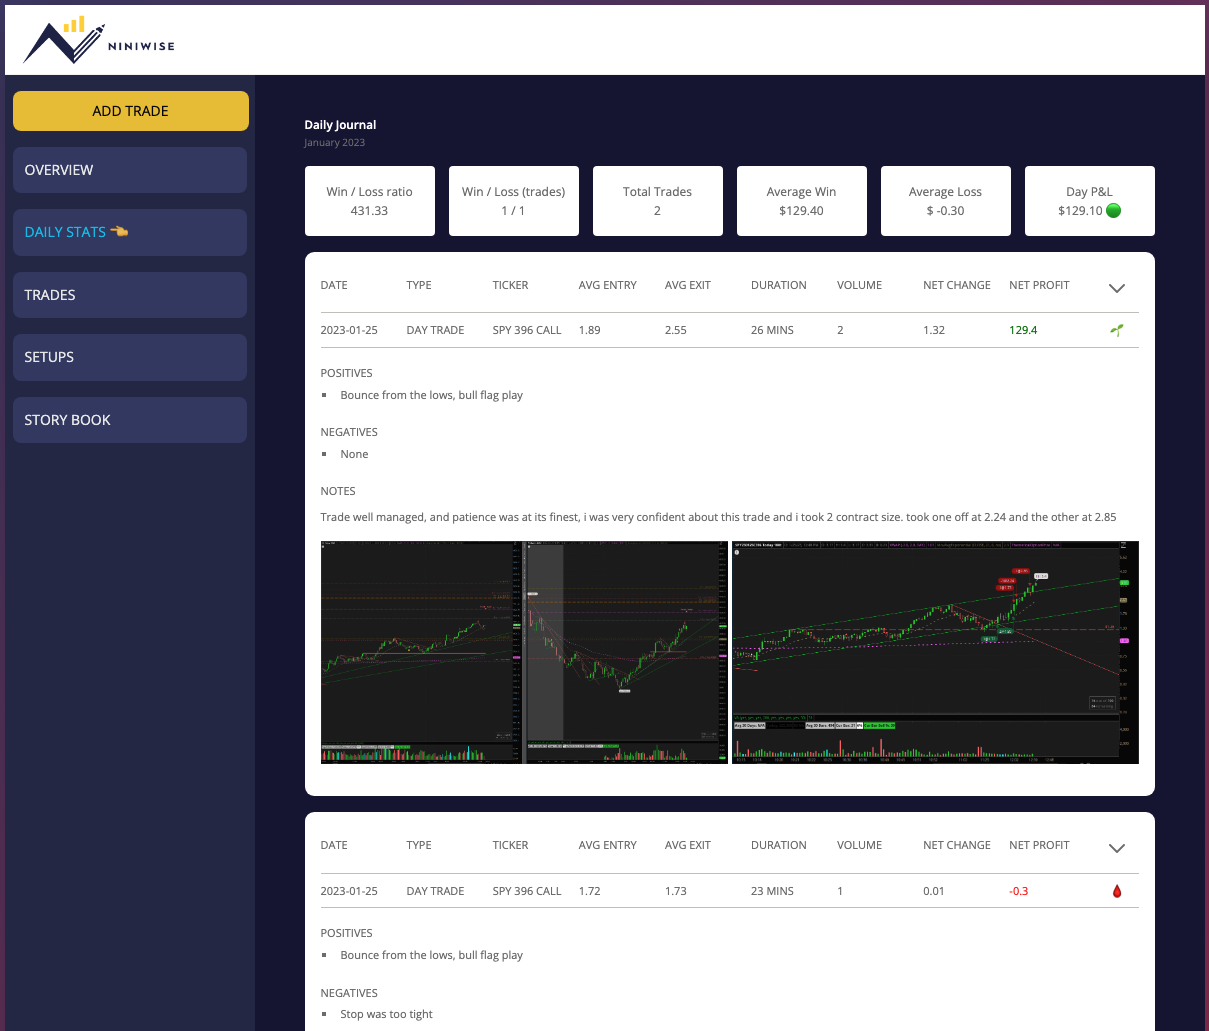 NINIWISE
ADD TRADE
OVERVIEW
DAILY STATS
TRADES
SETUPS
STORY BOOK
Daily Journal
January 2023
Win / Loss ratio
431.33
Win / Loss (trades)
1 / 1
Total Trades
2
Average Win
$129.40
Average Loss
$ -0.30
Day P&L
$129.10
DATE TYPE TICKER AVG ENTRY AVG EXIT DURATION VOLUME NET CHANGE NET PROFIT
2023-01-25 DAY TRADE SPY 396 CALL 1.89 2.55 26 MINS 2 1.32 129.4
POSITIVES
Bounce from the lows, bull flag play
NEGATIVES
None
NOTES
Trade well managed, and patience was at its finest, i was very confident about this trade and i took 2 contract size. took one off at 2.24 and the other at 2.85
DATE TYPE TICKER AVG ENTRY AVG EXIT DURATION VOLUME NET CHANGE NET PROFIT
2023-01-25 DAY TRADE SPY 396 CALL 1.72 1.73 23 MINS 1 0.01 -0.3
POSITIVES
Bounce from the lows, bull flag play
NEGATIVES
Stop was too tight